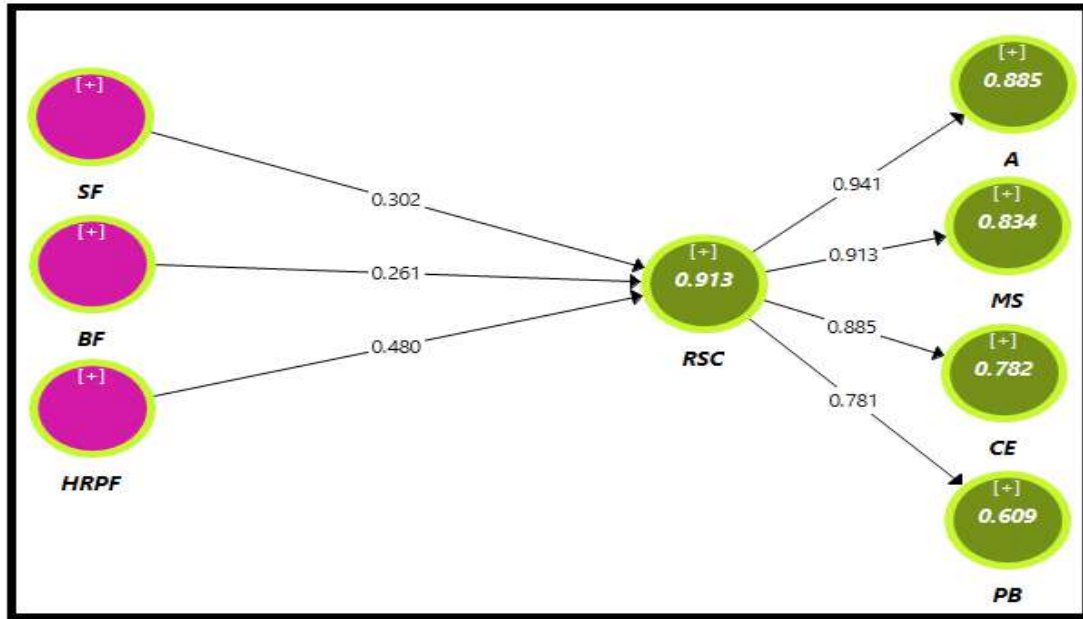 [+]
SF
[+]
BF
[+]
HRPF
0.302
0.261
0.480
[+]
0.913
RSC
0.941
0.913
0.885
0.781
[+]
0.885
A
[+]
0.834
MS
[+]
0.782
CE
[+]
0.609
PB